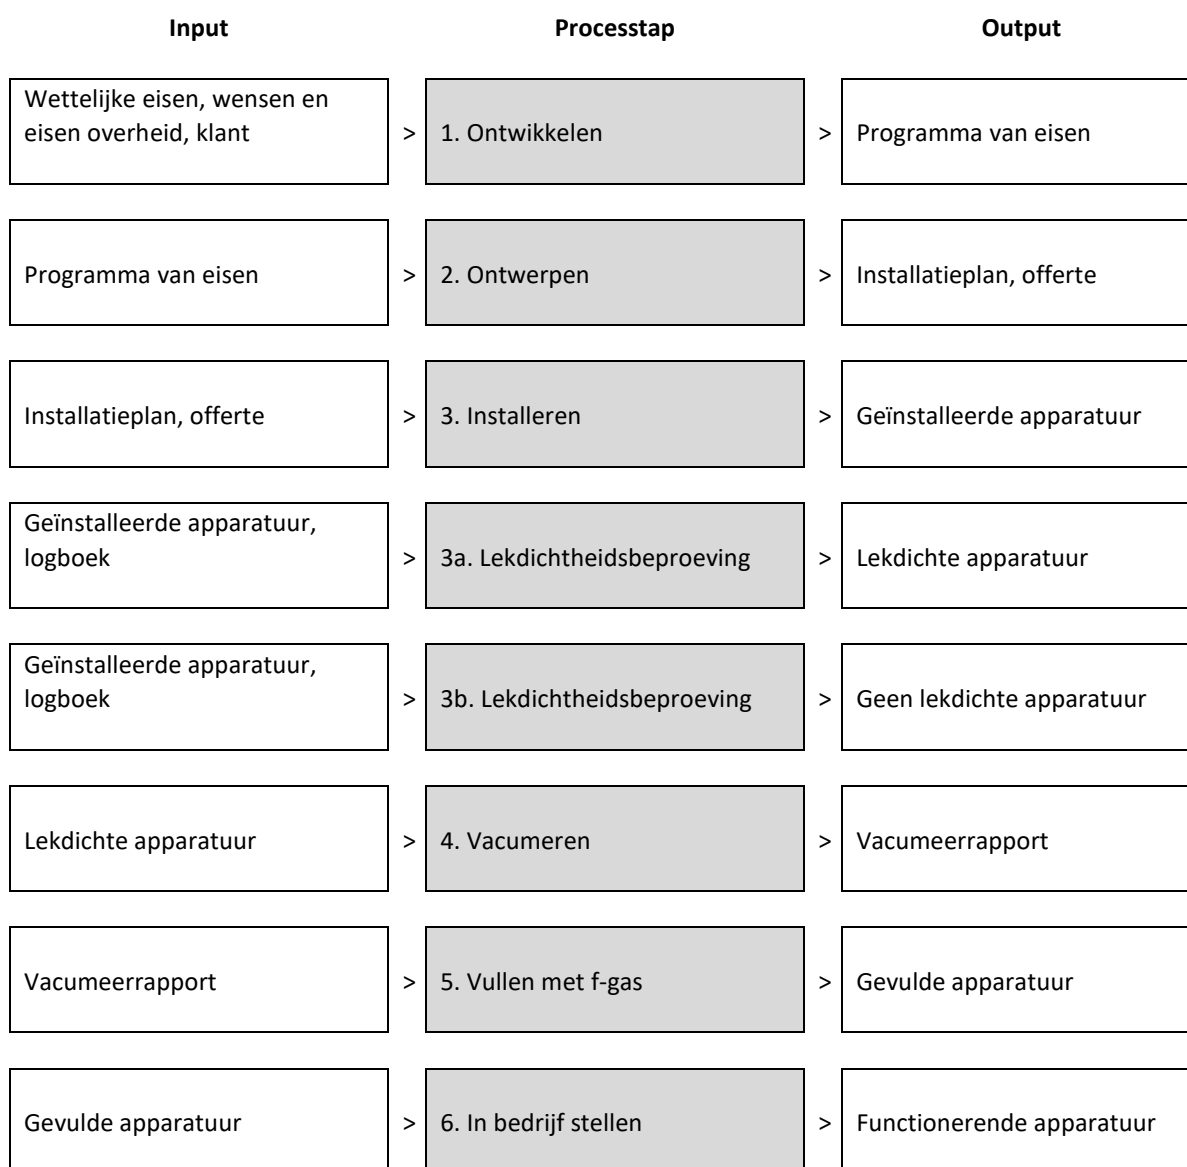 Input Processtap Output
Wettelijke eisen, wensen en
eisen overheid, klant > 1. Ontwikkelen > Programma van eisen
Programma van eisen > 2. Ontwerpen > Installatieplan, offerte
Installatieplan, offerte > 3. Installeren > Geïnstalleerde apparatuur
Geïnstalleerde apparatuur,
logboek > 3a. Lekdichtheidsbeproeving > Lekdichte apparatuur
Geïnstalleerde apparatuur,
logboek > 3b. Lekdichtheidsbeproeving > Geen lekdichte apparatuur
Lekdichte apparatuur > 4. Vacumeren > Vacumeerrapport
Vacumeerrapport > 5. Vullen met f-gas > Gevulde apparatuur
Gevulde apparatuur > 6. In bedrijf stellen > Functionerende apparatuur